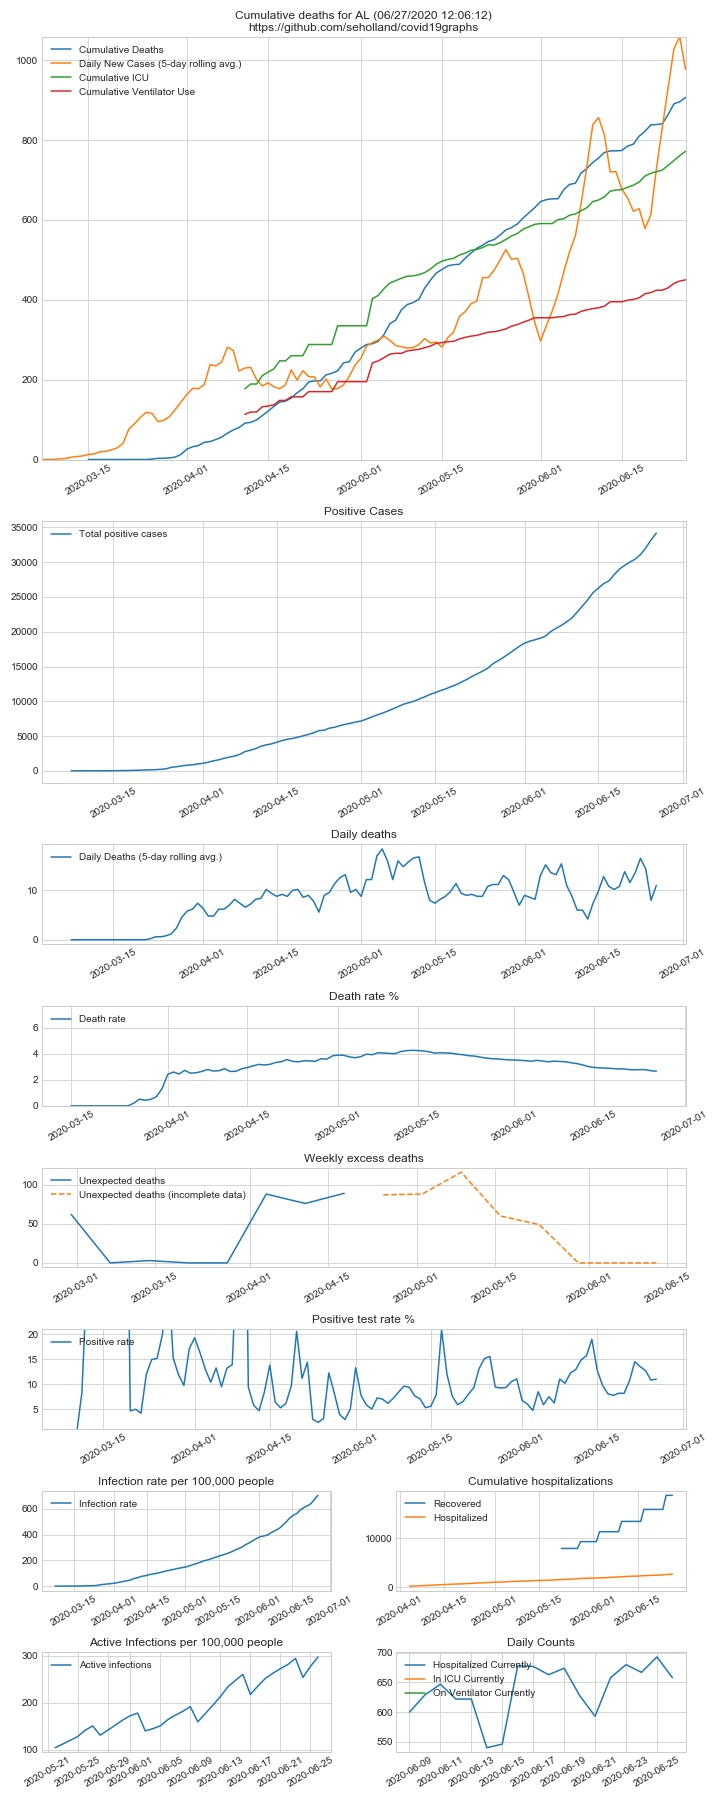 Cumulative deaths for AL (06/27/2020 12:06:12)
https://github.com/seholland/covid19graphs
Cumulative Deaths
Daily New Cases (5-day rolling avg.)
Cumulative ICU
Cumulative Ventilator Use
1000
800
600
400
200
0
2020-03-15 2020-04-01 2020-04-15 2020-05-01 2020-05-15 2020-06-01 2020-06-15
Positive Cases
Total positive cases
35000
30000
25000
20000
15000
10000
5000
0
2020-03-15 2020-04-01 2020-04-15 2020-05-01 2020-05-15 2020-06-01 2020-06-15 2020-07-01
Daily deaths
Daily Deaths (5-day rolling avg.)
10
0
2020-03-15 2020-04-01 2020-04-15 2020-05-01 2020-05-15 2020-06-01 2020-06-15 2020-07-01
Death rate %
Death rate
6
4
2
0
2020-03-15 2020-04-01 2020-04-15 2020-05-01 2020-05-15 2020-06-01 2020-06-15 2020-07-01
Weekly excess deaths
Unexpected deaths
Unexpected deaths (incomplete data)
100
50
0
2020-03-01 2020-03-15 2020-04-01 2020-04-15 2020-05-01 2020-05-15 2020-06-01 2020-06-15
Positive test rate %
Positive rate
20
15
10
5
2020-03-15 2020-04-01 2020-04-15 2020-05-01 2020-05-15 2020-06-01 2020-06-15 2020-07-01
Infection rate per 100,000 people
Infection rate
600
400
200
0
2020-03-15 2020-04-01 2020-04-15 2020-05-01 2020-05-15 2020-06-01 2020-06-15 2020-07-01
Cumulative hospitalizations
Recovered
Hospitalized
10000
0
2020-04-01 2020-04-15 2020-05-01 2020-05-15 2020-06-01 2020-06-15
Active Infections per 100,000 people
Active infections
300
200
100
2020-05-21 2020-05-25 2020-05-29 2020-06-01 2020-06-05 2020-06-09 2020-06-13 2020-06-17 2020-06-21 2020-06-25
Daily Counts
Hospitalized Currently
In ICU Currently
On Ventilator Currently
700
650
600
550
2020-06-09 2020-06-11 2020-06-13 2020-06-15 2020-06-17 2020-06-19 2020-06-21 2020-06-23 2020-06-25